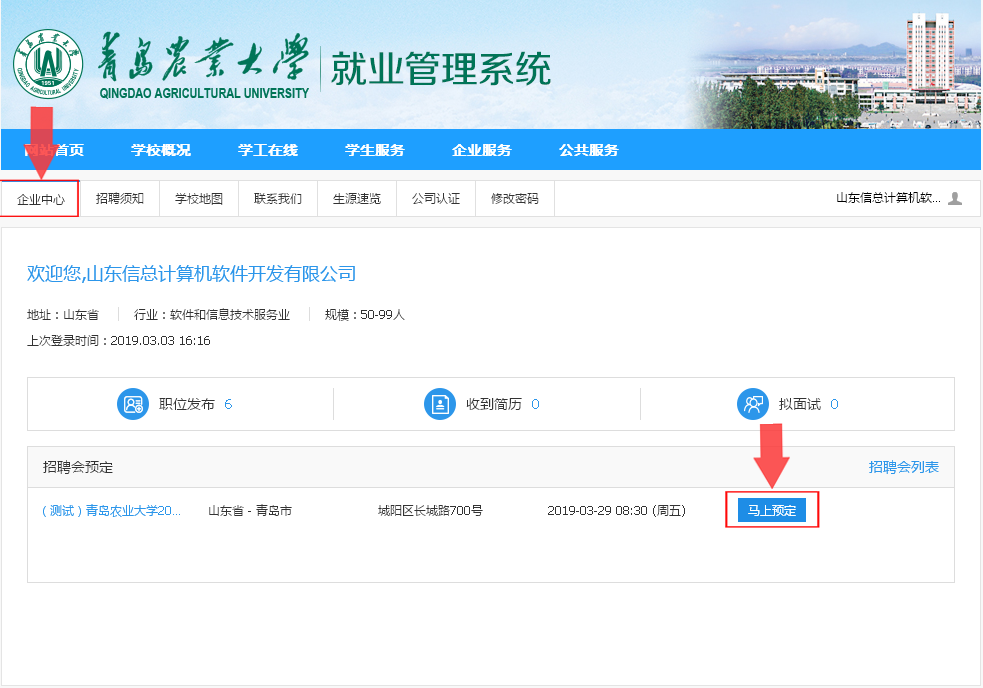 青岛农业大学
QINGDAO AGRICULTURAL UNIVERSITY
就业管理系统
网站首页 学校概况 学工在线 学生服务 企业服务 公共服务
企业中心 招聘须知 学校地图 联系我们 生源速览 公司认证 修改密码 山东信总计算机软...
欢迎您,山东信总计算机软件开发有限公司
地址：山东省 行业：软件和信息技术服务业 规模：50-99人
上次登录时间：2019.03.03 16:16
职位发布 6 收到简历 0 拟面试 0
招聘会预定 招聘会列表
（测试）青岛农业大学20... 山东省 - 青岛市 城阳区长城路700号 2019-03-29 08:30 (周五) 马上预定